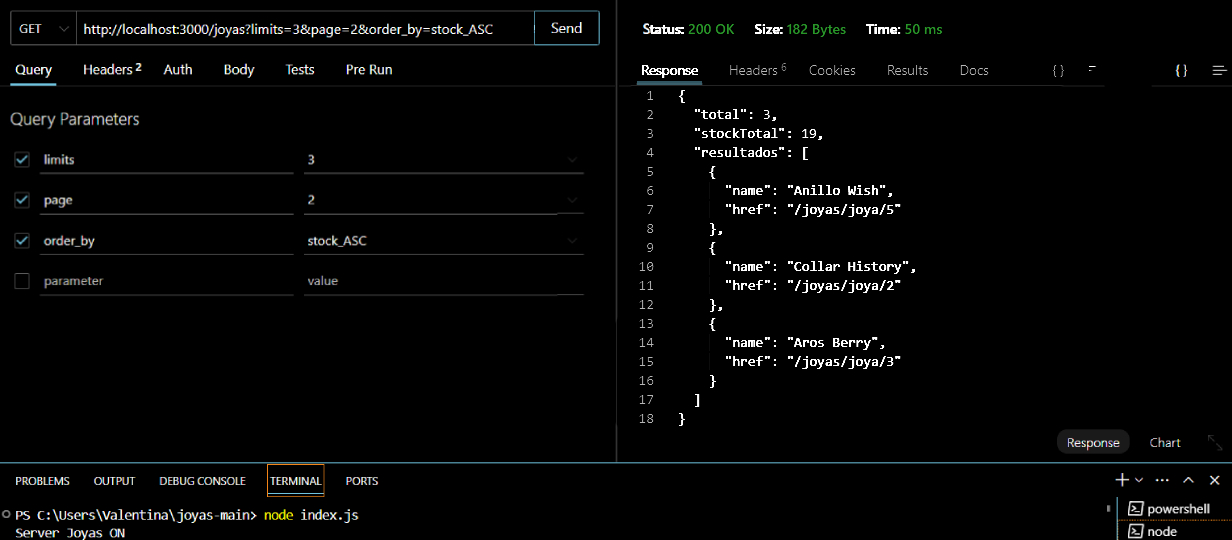 GET
http://localhost:3000/joyas?limits=3&page=2&order_by=stock_ASC
Send
Query
Headers 2
Auth
Body
Tests
Pre Run
Query Parameters
limits
3
page
2
order_by
stock_ASC
parameter
value
Status: 200 OK
Size: 182 Bytes
Time: 50 ms
Response
Headers 6
Cookies
Results
Docs
{ }
{ }
1 {
2 "total": 3,
3 "stockTotal": 19,
4 "resultados": [
5 {
6 "name": "Anillo Wish",
7 "href": "/joyas/joya/5"
8 },
9 {
10 "name": "Collar History",
11 "href": "/joyas/joya/2"
12 },
13 {
14 "name": "Aros Berry",
15 "href": "/joyas/joya/3"
16 }
17 ]
18 }
Response
Chart
PROBLEMS
OUTPUT
DEBUG CONSOLE
TERMINAL
PORTS
PS C:\Users\Valentina\joyas-main> node index.js
Server Joyas ON
powershell
node